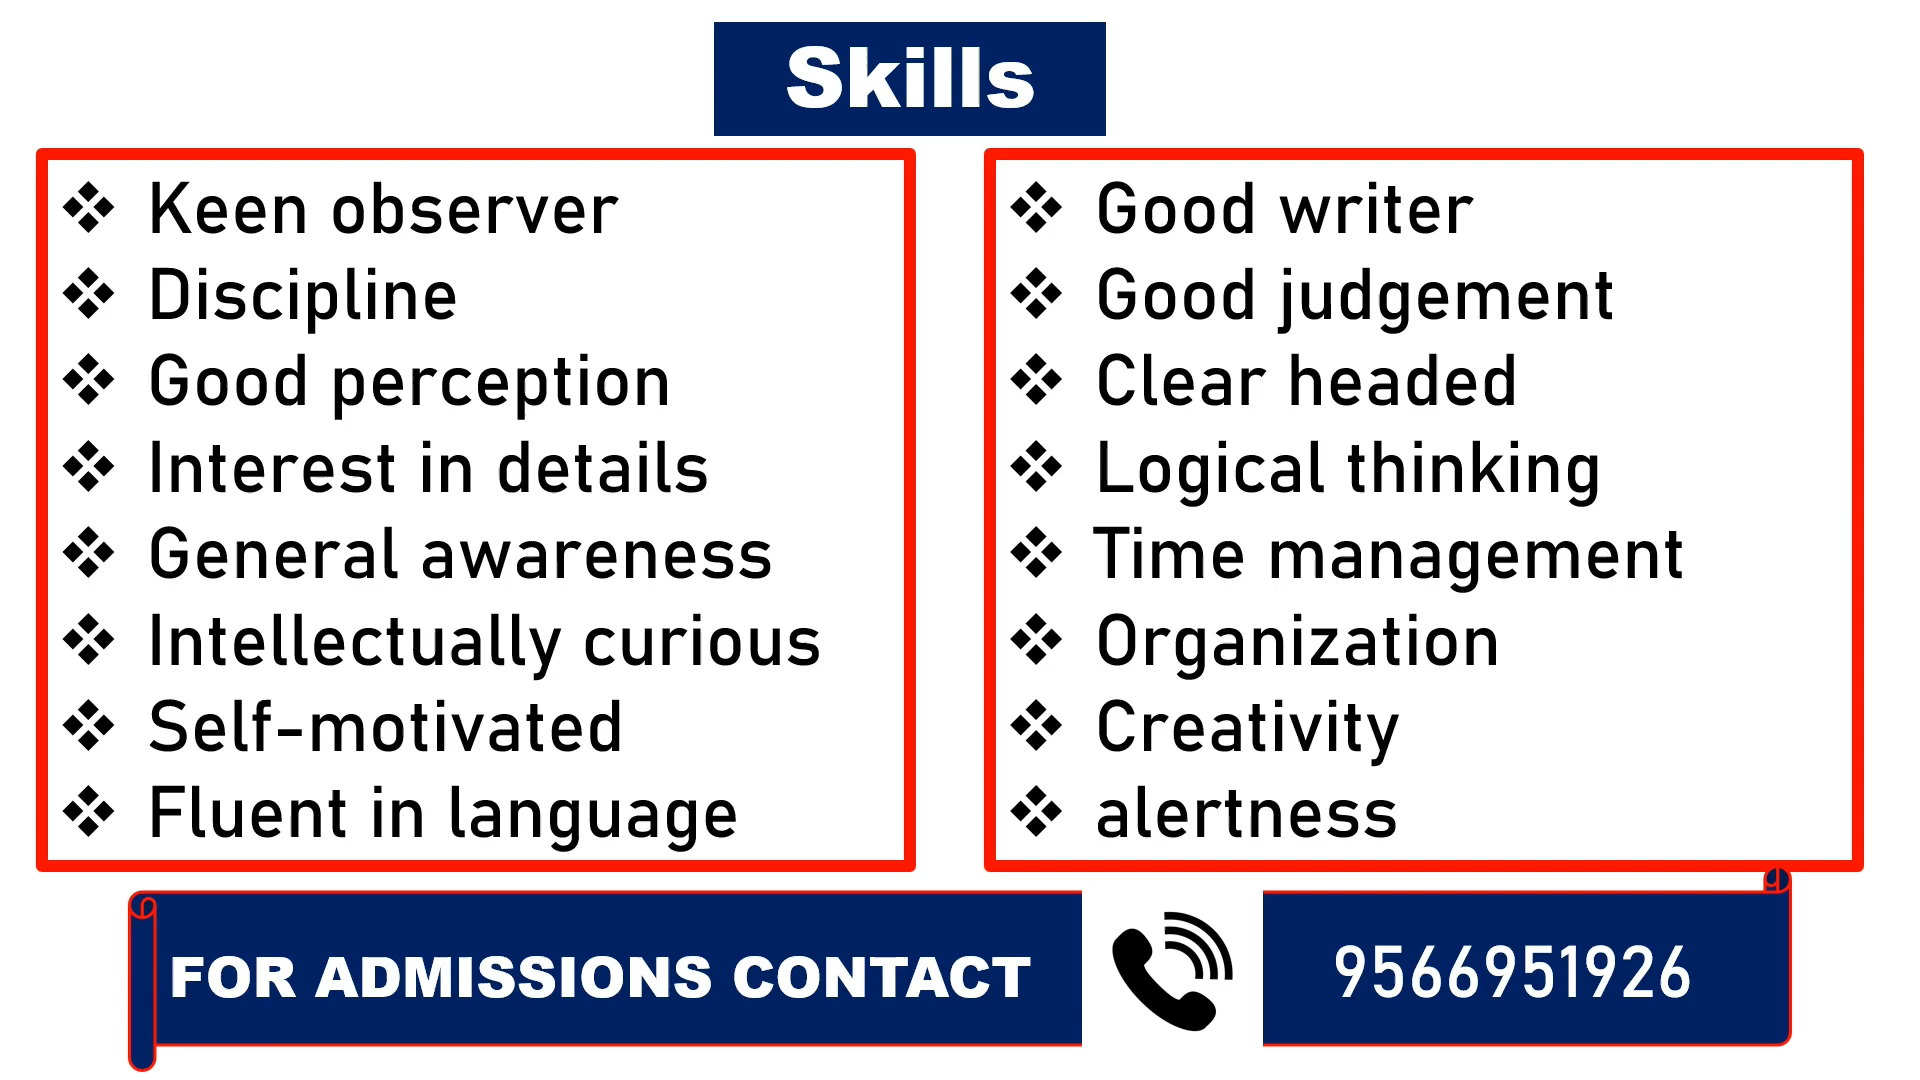 Skills
Keen observer
Discipline
Good perception
Interest in details
General awareness
Intellectually curious
Self-motivated
Fluent in language
Good writer
Good judgement
Clear headed
Logical thinking
Time management
Organization
Creativity
alertness
FOR ADMISSIONS CONTACT
9566951926